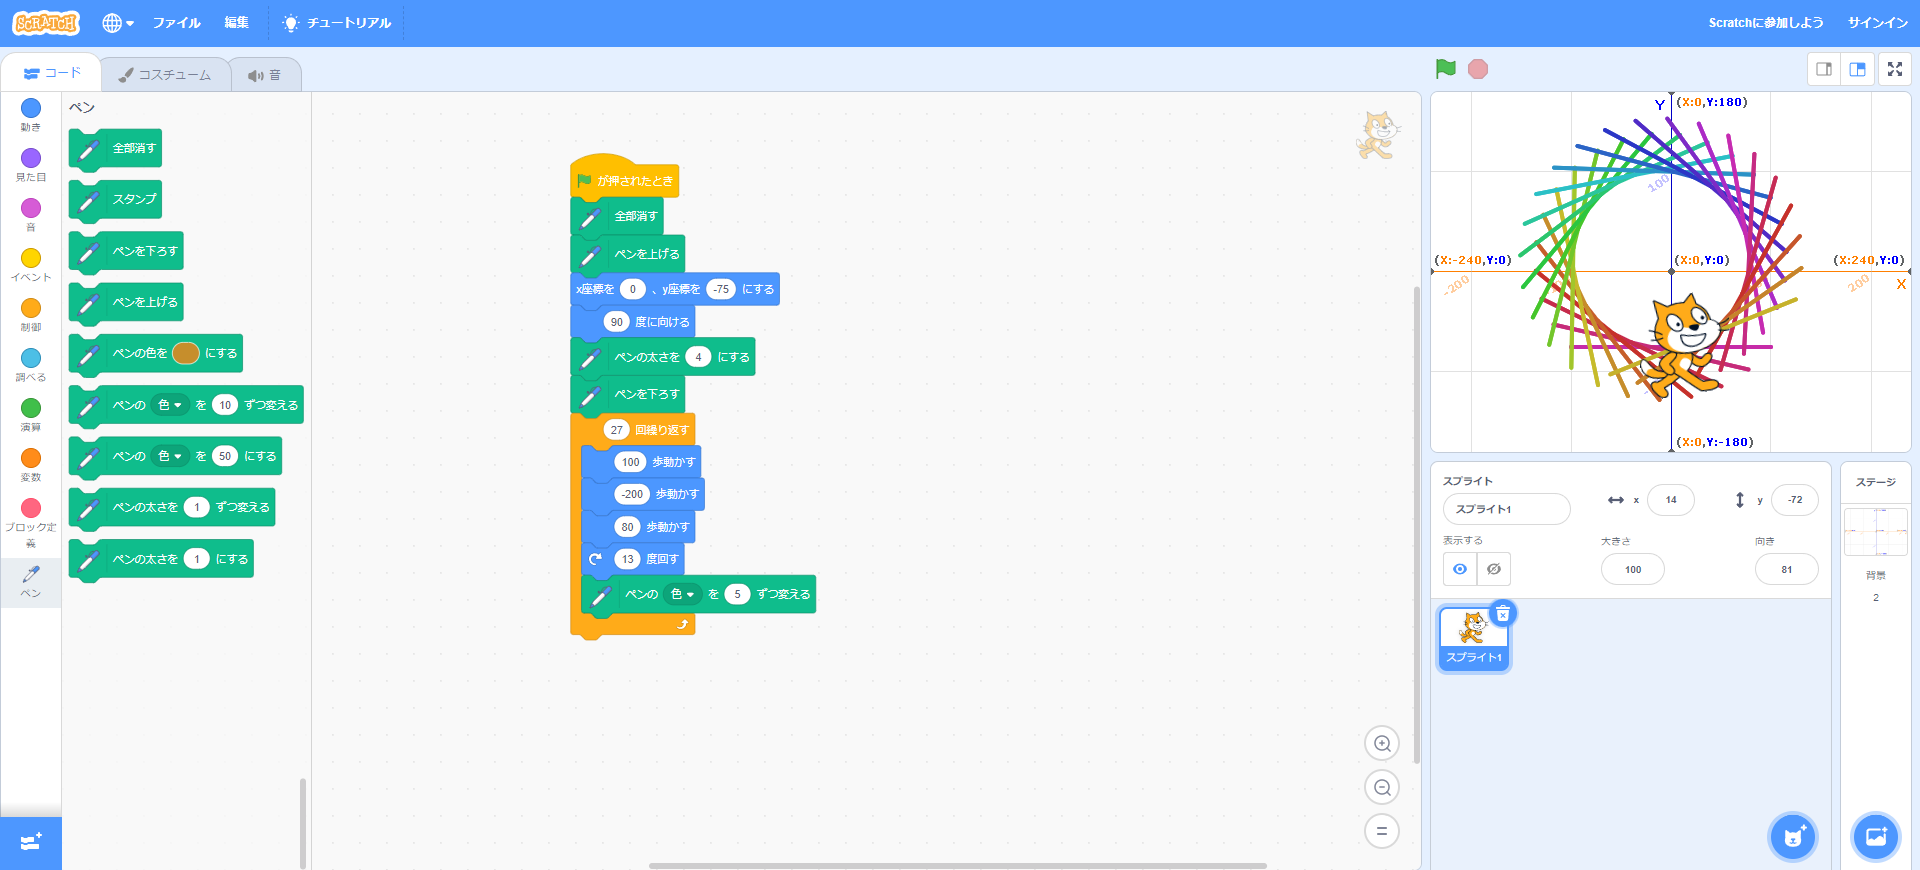 SCRATCH
ファイル
編集
チュートリアル
Scratchに参加しよう
サインイン
コード
コスチューム
音
動き
見た目
音
イベント
制御
調べる
演算
変数
ブロック定
義
ペン
ペン
全部消す
スタンプ
ペンを下ろす
ペンを上げる
ペンの色を にする
ペンの 色 を 10 ずつ変える
ペンの 色 を 50 にする
ペンの太さを 1 ずつ変える
ペンの太さを 1 にする
が押されたとき
全部消す
ペンを上げる
x座標を 0 、y座標を -75 にする
90 度に向ける
ペンの太さを 4 にする
ペンを下ろす
27 回繰り返す
100 歩動かす
-200 歩動かす
80 歩動かす
13 度回す
ペンの 色 を 5 ずつ変える
Y (X:0,Y:180)
100
(X:-240,Y:0) (X:0,Y:0) (X:240,Y:0)
-200 200 X
(X:0,Y:-180)
スプライト
スプライト1
x 14
y -72
表示する
大きさ
100
向き
81
スプライト1
ステージ
背景
2